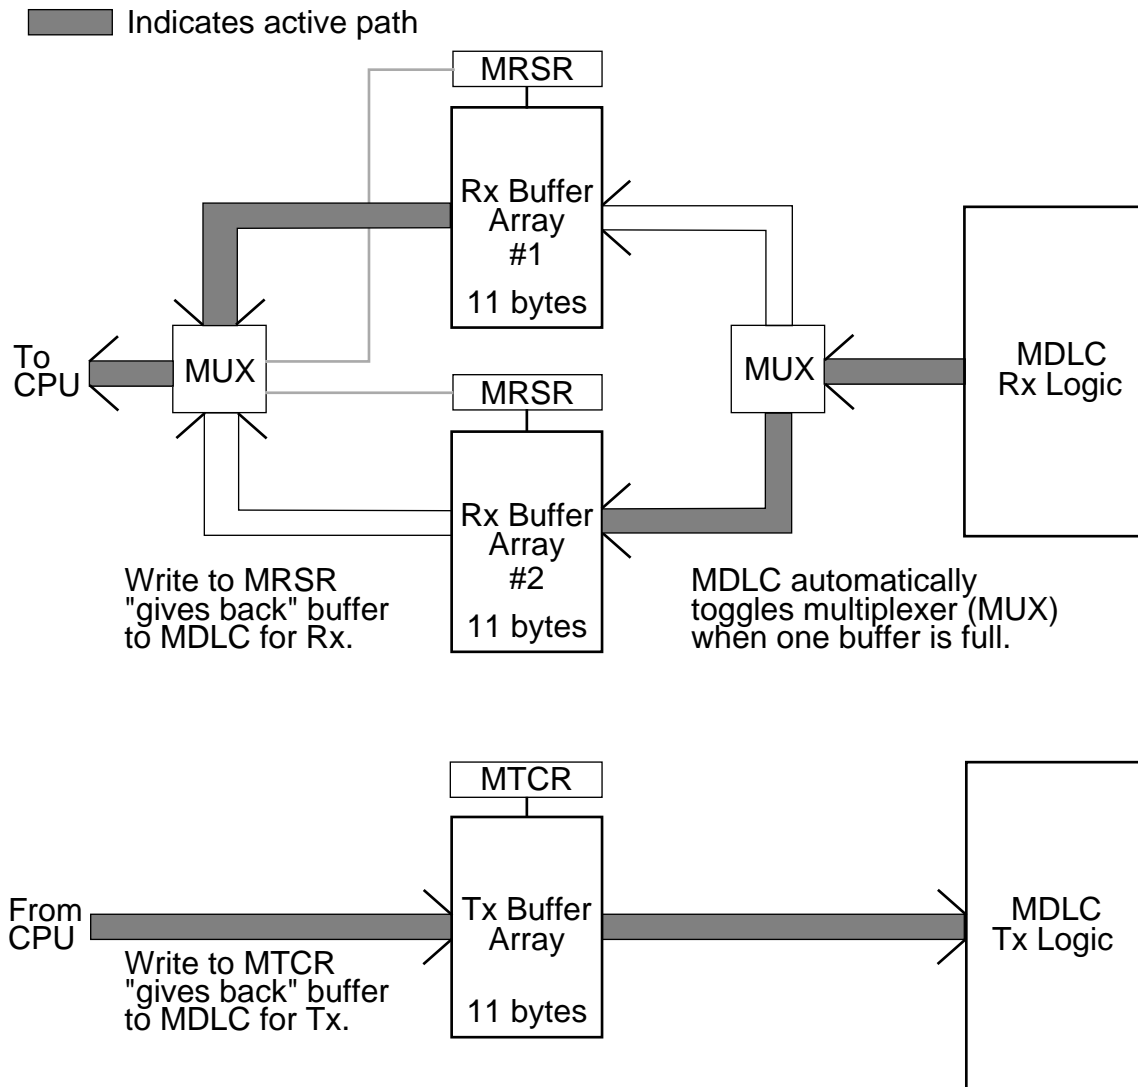 Indicates active path
MRSR
Rx Buffer
Array
#1
11 bytes
To
CPU
MUX
MUX
MDLC
Rx Logic
MRSR
Rx Buffer
Array
#2
11 bytes
Write to MRSR
"gives back" buffer
to MDLC for Rx.
MDLC automatically
toggles multiplexer (MUX)
when one buffer is full.
MTCR
From
CPU
Tx Buffer
Array
11 bytes
MDLC
Tx Logic
Write to MTCR
"gives back" buffer
to MDLC for Tx.